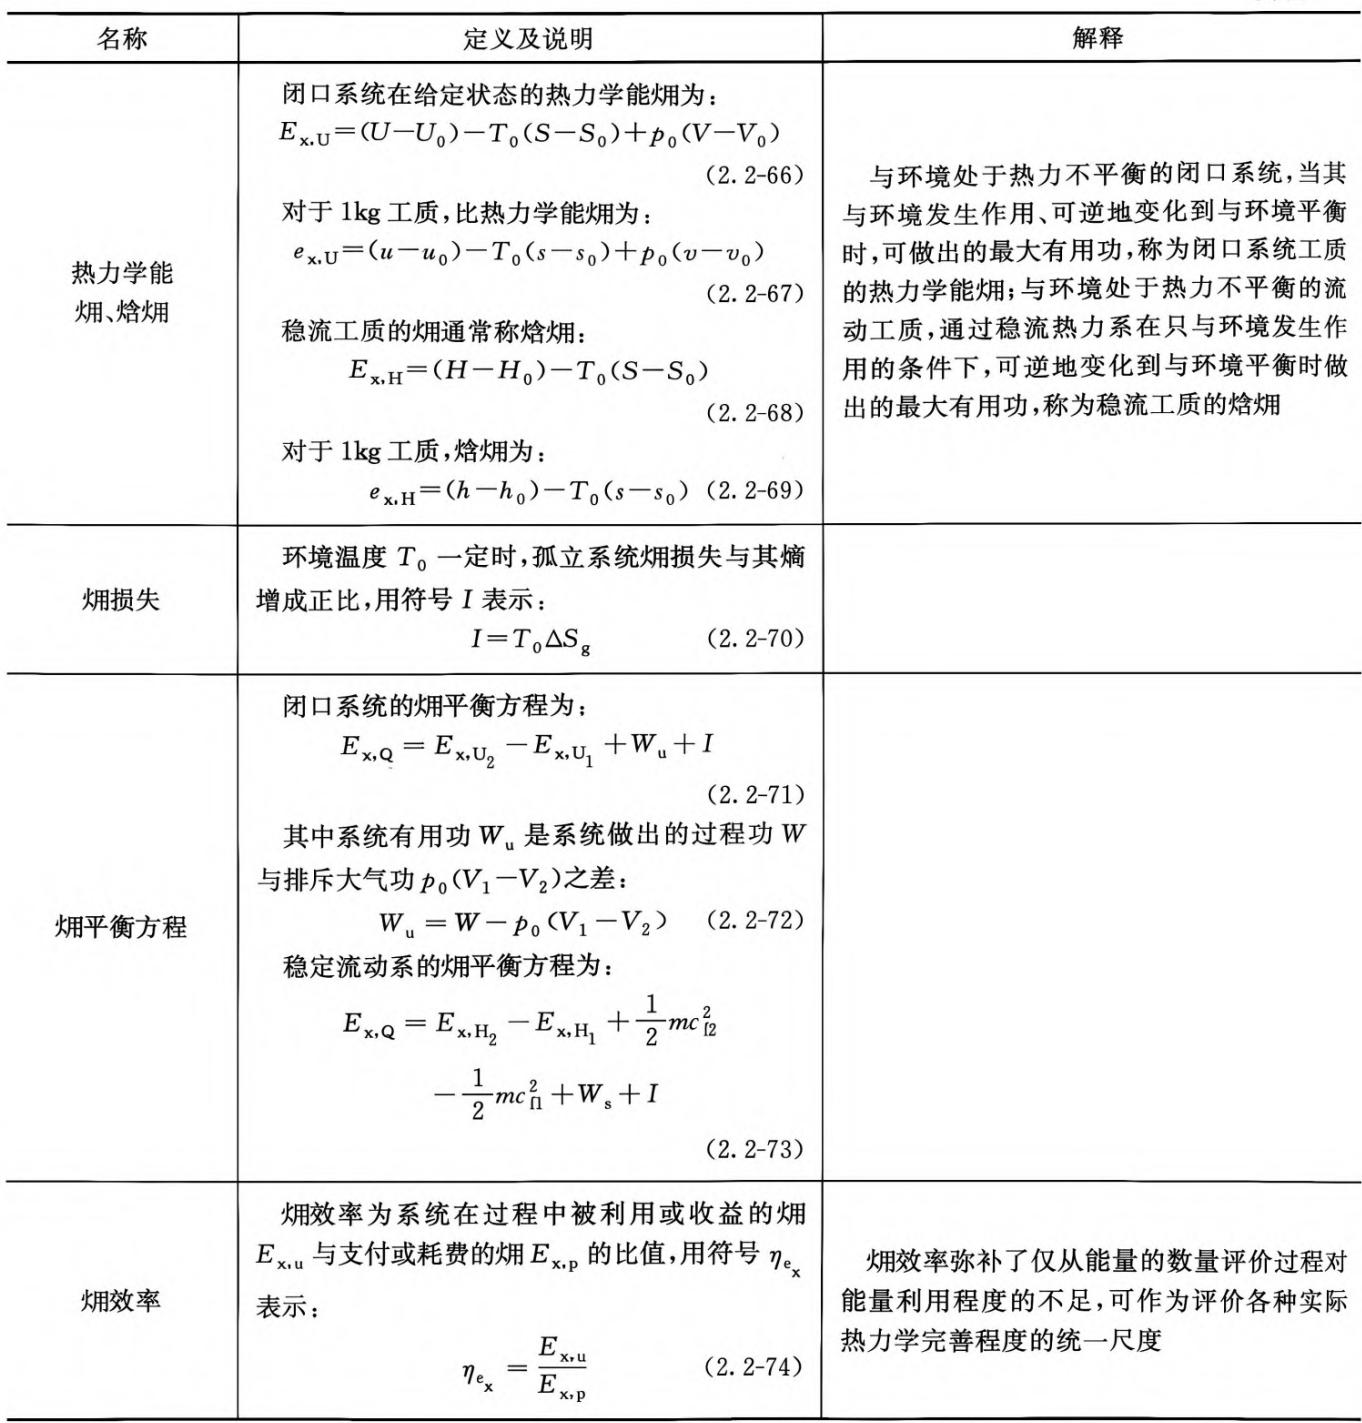 名称 定义及说明 解释
闭口系统在给定状态的热力学能㶲为：
E_{x,U}=(U-U_0)-T_0(S-S_0)+p_0(V-V_0)
(2.2-66)
对于 1kg 工质，比热力学能㶲为：
e_{x,U}=(u-u_0)-T_0(s-s_0)+p_0(v-v_0)
(2.2-67)
稳流工质的㶲通常称焓㶲：
E_{x,H}=(H-H_0)-T_0(S-S_0)
(2.2-68)
对于 1kg 工质，焓㶲为：
e_{x,H}=(h-h_0)-T_0(s-s_0) (2.2-69)
热力学能
㶲、焓㶲
与环境处于热力不平衡的闭口系统，当其
与环境发生作用、可逆地变化到与环境平衡
时，可做出的最大有用功，称为闭口系统工质
的热力学能㶲；与环境处于热力不平衡的流
动工质，通过稳流热力系在只与环境发生作
用的条件下，可逆地变化到与环境平衡时做
出的最大有用功，称为稳流工质的焓㶲
㶲损失
环境温度 T_0 一定时，孤立系统㶲损失与其熵
增成正比，用符号 I 表示：
I=T_0ΔS_g (2.2-70)
㶲平衡方程
闭口系统的㶲平衡方程为：
E_{x,Q}=E_{x,U_2}-E_{x,U_1}+W_u+I
(2.2-71)
其中系统有用功 W_u 是系统做出的过程功 W
与排斥大气功 p_0(V_1-V_2)之差：
W_u=W-p_0(V_1-V_2) (2.2-72)
稳定流动系的㶲平衡方程为：
E_{x,Q}=E_{x,H_2}-E_{x,H_1}+\frac{1}{2}mc_{f2}^2
-\frac{1}{2}mc_{f1}^2+W_s+I
(2.2-73)
㶲效率
㶲效率为系统在过程中被利用或收益的㶲
E_{x,u} 与支付或耗费的㶲 E_{x,p} 的比值，用符号 η_{e_x}
表示：
η_{e_x}=\frac{E_{x,u}}{E_{x,p}} (2.2-74)
㶲效率弥补了仅从能量的数量评价过程对
能量利用程度的不足，可作为评价各种实际
热力学完善程度的统一尺度